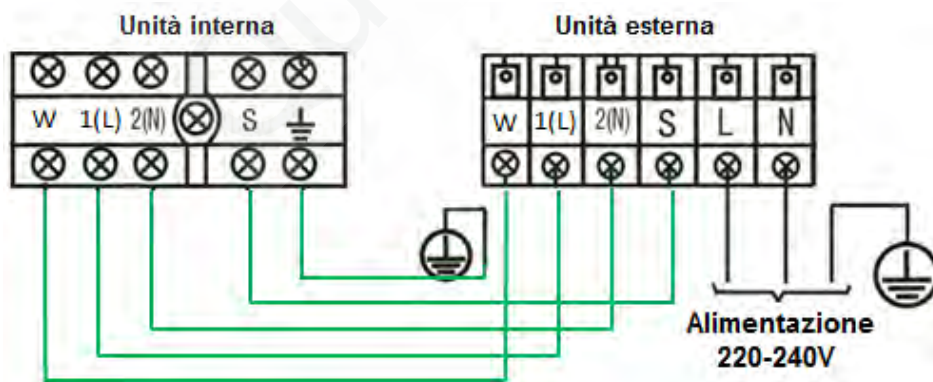 Unità interna
Unità esterna
W 1(L) 2(N) S
W 1(L) 2(N) S L N
Alimentazione
220-240V